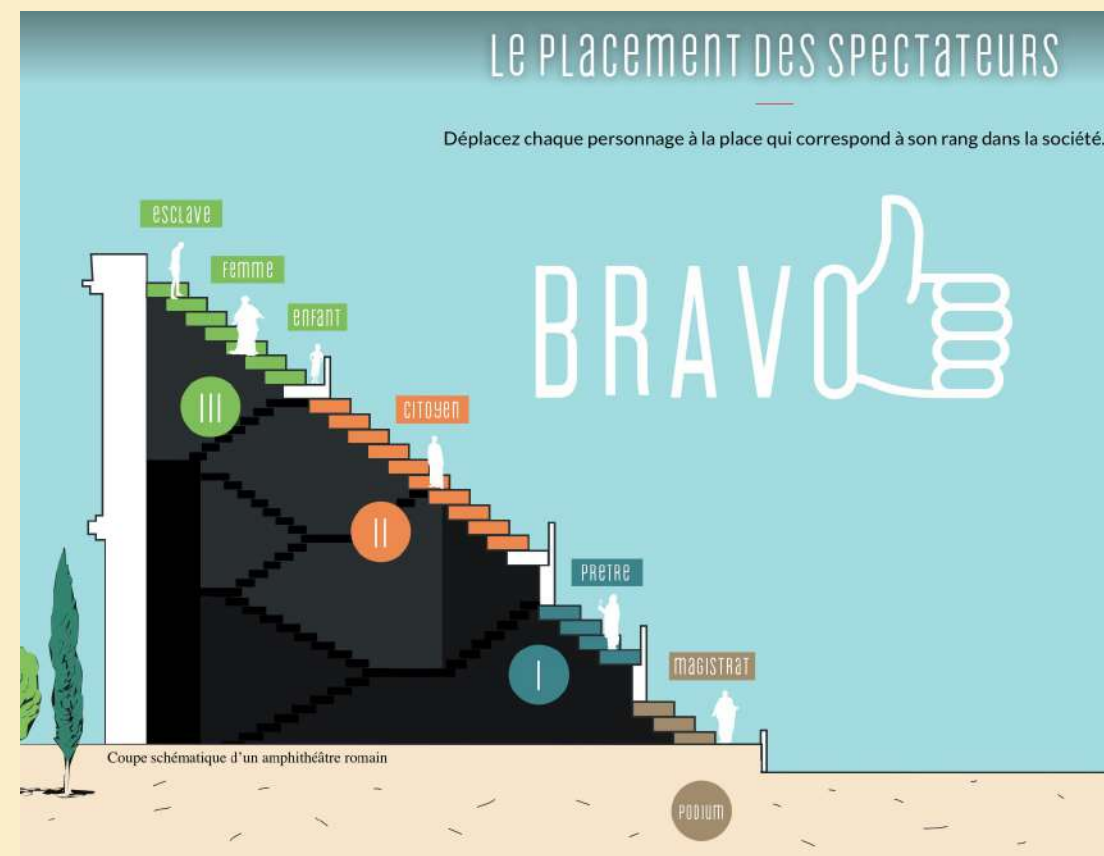 Le Placement des spectateurs
Déplacez chaque personnage à la place qui correspond à son rang dans la société.
esclave
Femme
enfant
BRAVO
III
citoyen
II
PRetRe
I
magistrat
Coupe schématique d'un amphithéâtre romain
PODIUM